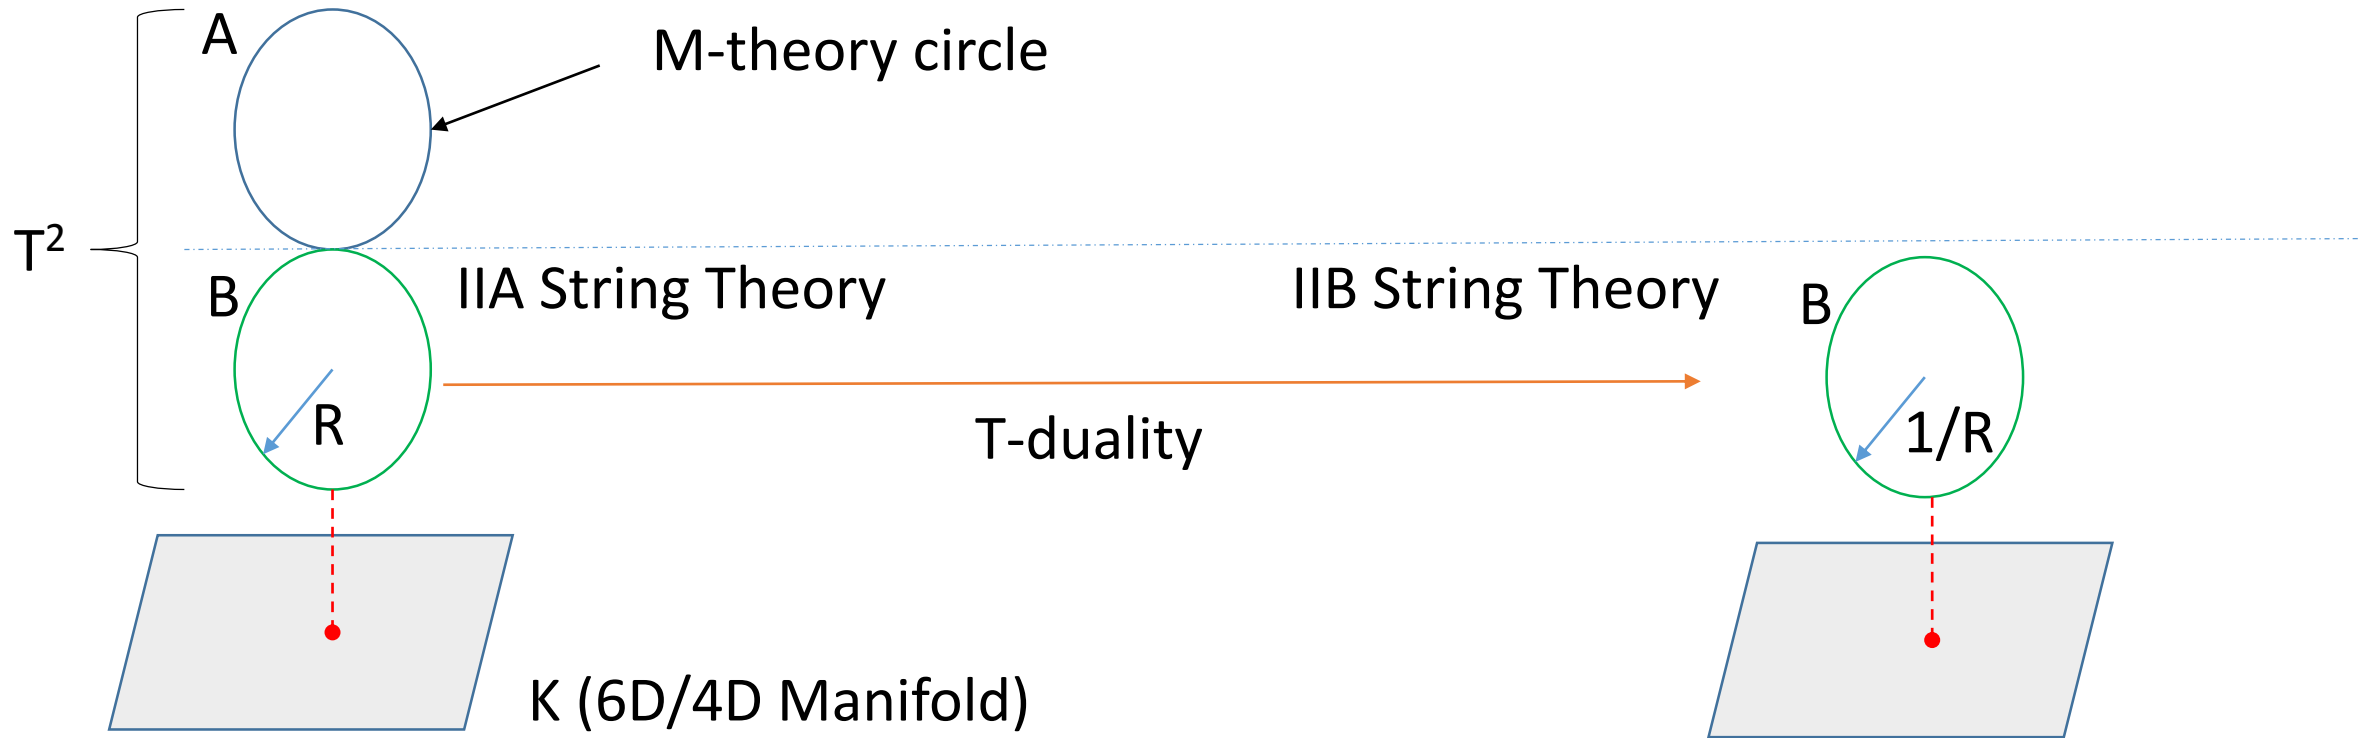 A
M-theory circle
T²
B
IIA String Theory
IIB String Theory
B
R
1/R
T-duality
K (6D/4D Manifold)